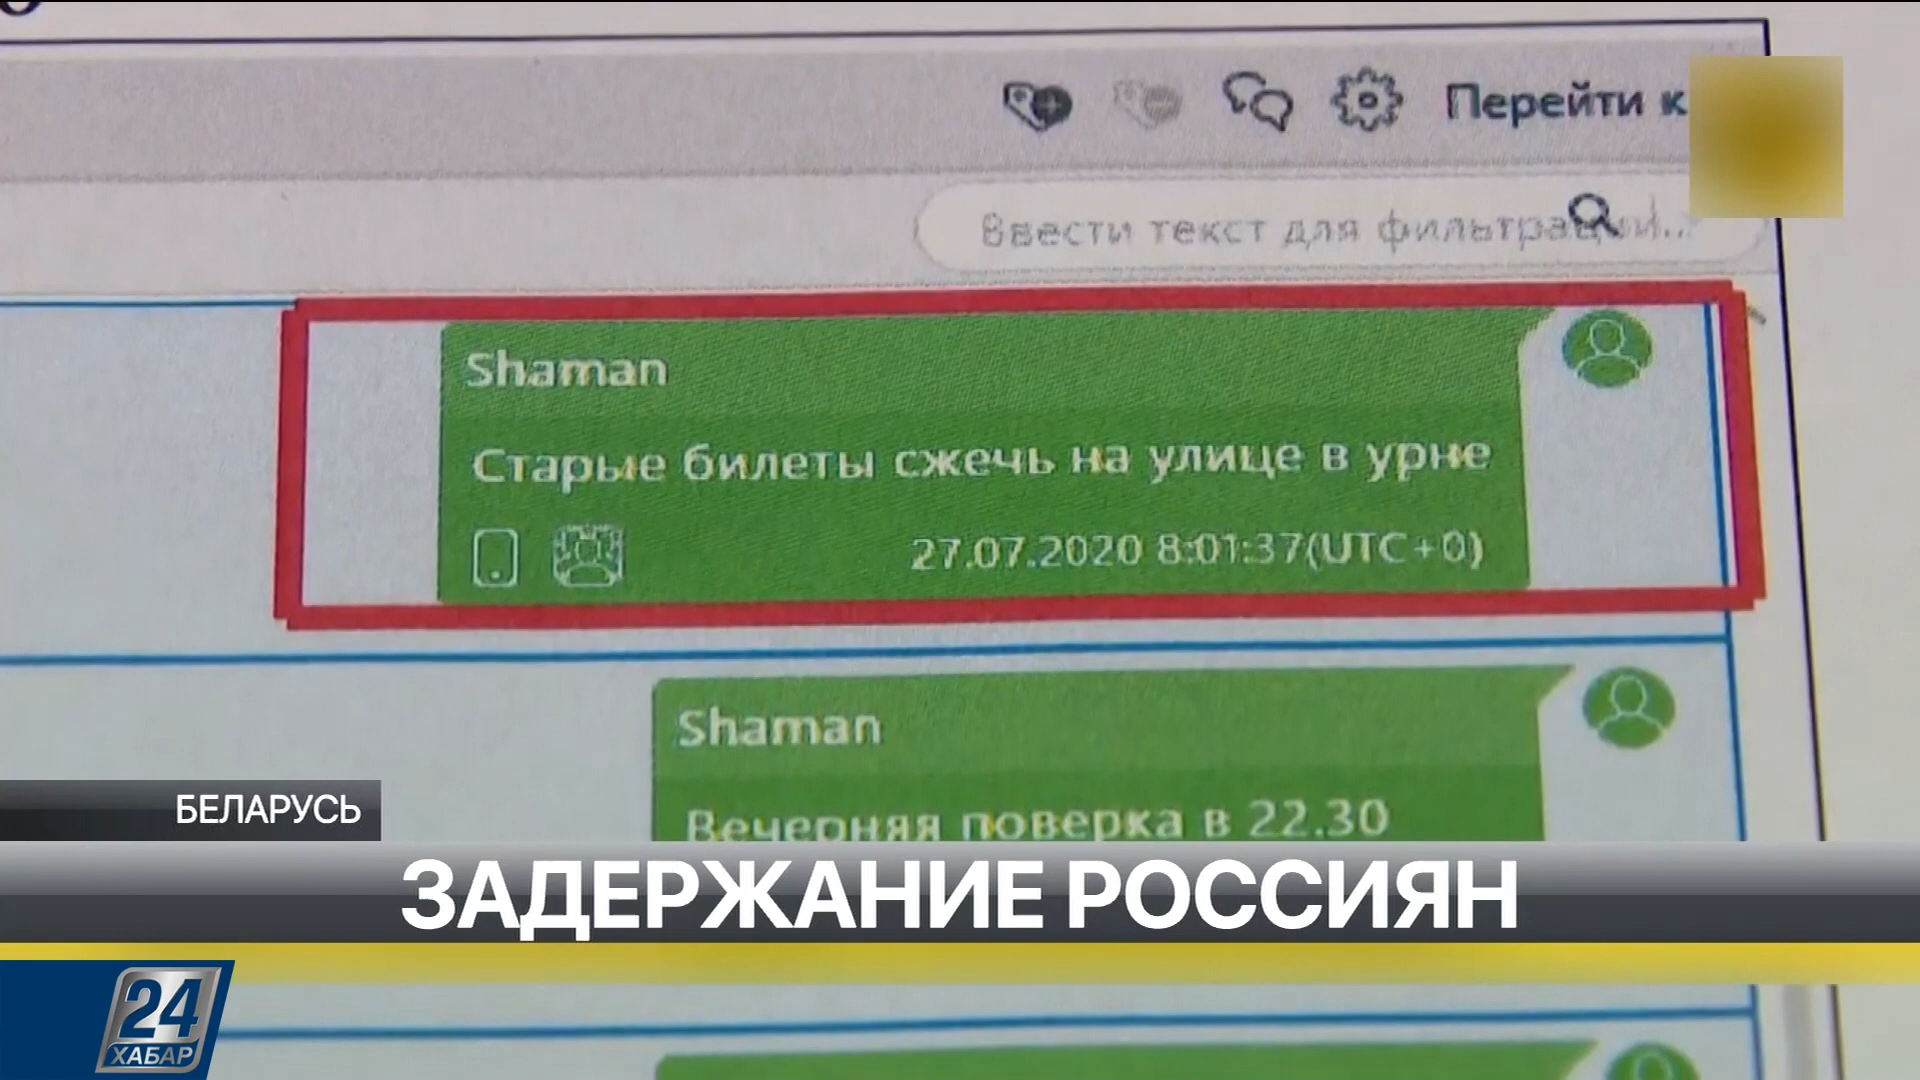 Перейти к
Ввести текст для фильтрации...
Shaman
Старые билеты сжечь на улице в урне
27.07.2020 8:01:37(UTC+0)
Shaman
Вечерняя поверка в 22.30
БЕЛАРУСЬ
ЗАДЕРЖАНИЕ РОССИЯН
24
ХАБАР